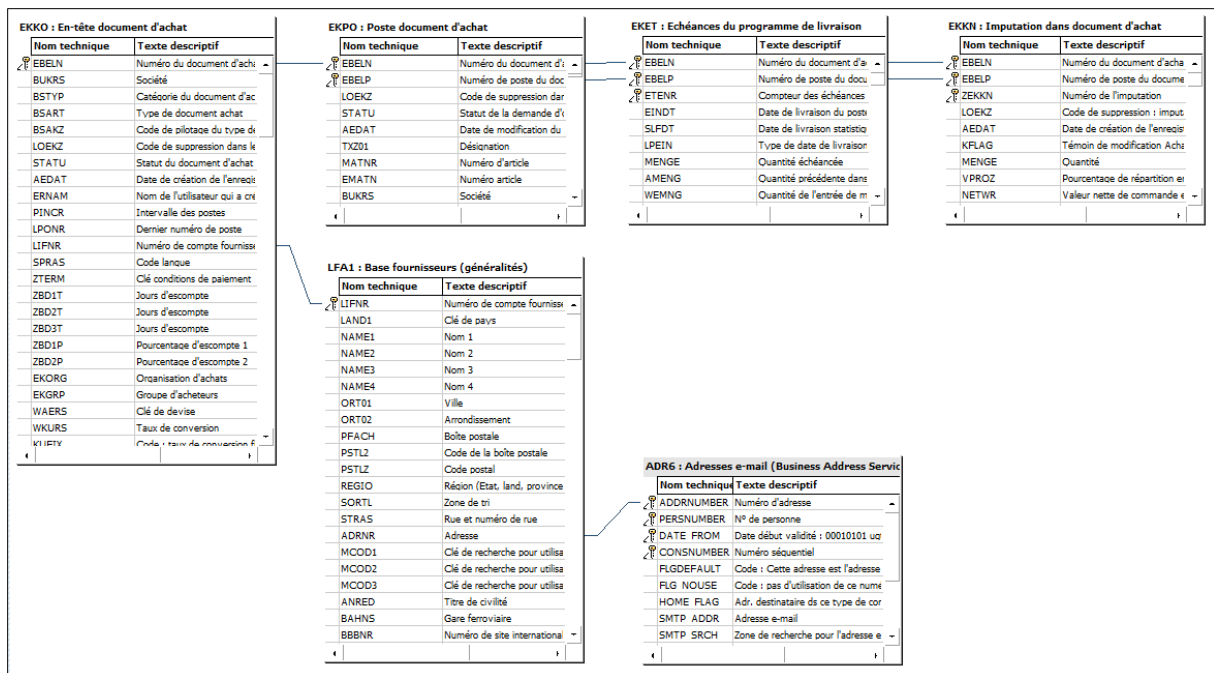 EKKO : En-tête document d'achat
Nom technique Texte descriptif
EBELN Numéro du document d'acha
BUKRS Société
BSTYP Catégorie du document d'ac
BSART Type de document achat
BSAKZ Code de pilotage du type de
LOEKZ Code de suppression dans le
STATU Statut du document d'achat
AEDAT Date de création de l'enregis
ERNAM Nom de l'utilisateur qui a cré
PINCR Intervalle des postes
LPONR Dernier numéro de poste
LIFNR Numéro de compte fourniss
SPRAS Code langue
ZTERM Clé conditions de paiement
ZBD1T Jours d'escompte
ZBD2T Jours d'escompte
ZBD3T Jours d'escompte
ZBD1P Pourcentage d'escompte 1
ZBD2P Pourcentage d'escompte 2
EKORG Organisation d'achats
EKGRP Groupe d'acheteurs
WAERS Clé de devise
WKURS Taux de conversion
KUFIX Code : taux de conversion f
EKPO : Poste document d'achat
Nom technique Texte descriptif
EBELN Numéro du document d'a
EBELP Numéro de poste du doc
LOEKZ Code de suppression dar
STATU Statut de la demande d'
AEDAT Date de modification du
TXZ01 Désignation
MATNR Numéro d'article
EMATN Numéro article
BUKRS Société
EKET : Echéances du programme de livraison
Nom technique Texte descriptif
EBELN Numéro du document d'a
EBELP Numéro de poste du docu
ETENR Compteur des échéances
EINDT Date de livraison du poste
SLFDT Date de livraison statistiq
LPEIN Type de date de livraison
MENGE Quantité échéancée
AMENG Quantité précédente dans
WEMNG Quantité de l'entrée de m
EKKN : Imputation dans document d'achat
Nom technique Texte descriptif
EBELN Numéro du document d'acha
EBELP Numéro de poste du docume
ZEKKN Numéro de l'imputation
LOEKZ Code de suppression : imput
AEDAT Date de création de l'enregis
KFLAG Témoin de modification Acha
MENGE Quantité
VPROZ Pourcentage de répartition e
NETWR Valeur nette de commande e
LFA1 : Base fournisseurs (généralités)
Nom technique Texte descriptif
LIFNR Numéro de compte fourniss
LAND1 Clé de pays
NAME1 Nom 1
NAME2 Nom 2
NAME3 Nom 3
NAME4 Nom 4
ORT01 Ville
ORT02 Arrondissement
PFACH Boîte postale
PSTL2 Code de la boîte postale
PSTLZ Code postal
REGIO Région (Etat, land, province
SORTL Zone de tri
STRAS Rue et numéro de rue
ADRNR Adresse
MCOD1 Clé de recherche pour utilisa
MCOD2 Clé de recherche pour utilisa
MCOD3 Clé de recherche pour utilisa
ANRED Titre de civilité
BAHNS Gare ferroviaire
BBBNR Numéro de site international
ADR6 : Adresses e-mail (Business Address Servic
Nom technique Texte descriptif
ADDRNUMBER Numéro d'adresse
PERSNUMBER Nº de personne
DATE_FROM Date début validité : 00010101 uq
CONSNUMBER Numéro séquentiel
FLGDEFAULT Code : Cette adresse est l'adresse
FLG_NOUSE Code : pas d'utilisation de ce numé
HOME_FLAG Adr. destinataire ds ce type de cor
SMTP_ADDR Adresse e-mail
SMTP_SRCH Zone de recherche pour l'adresse e